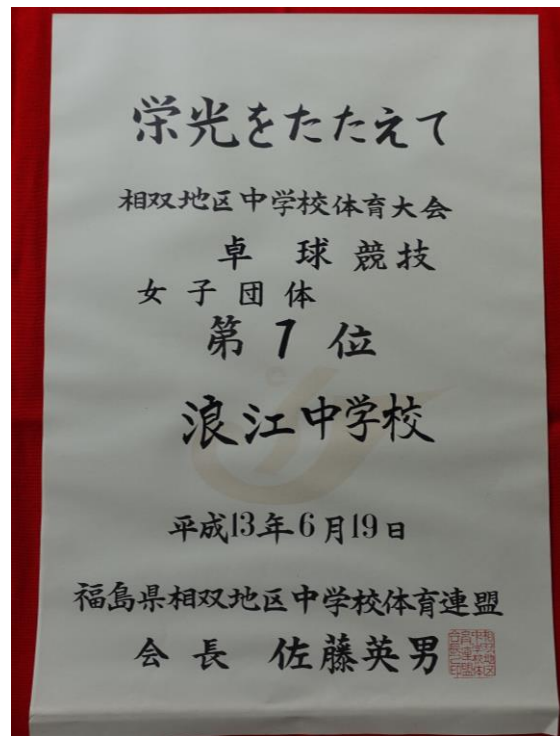 栄光をたたえて
相双地区中学校体育大会
卓球競技
女子団体
第1位
浪江中学校
平成13年6月19日
福島県相双地区中学校体育連盟
会長 佐藤英男